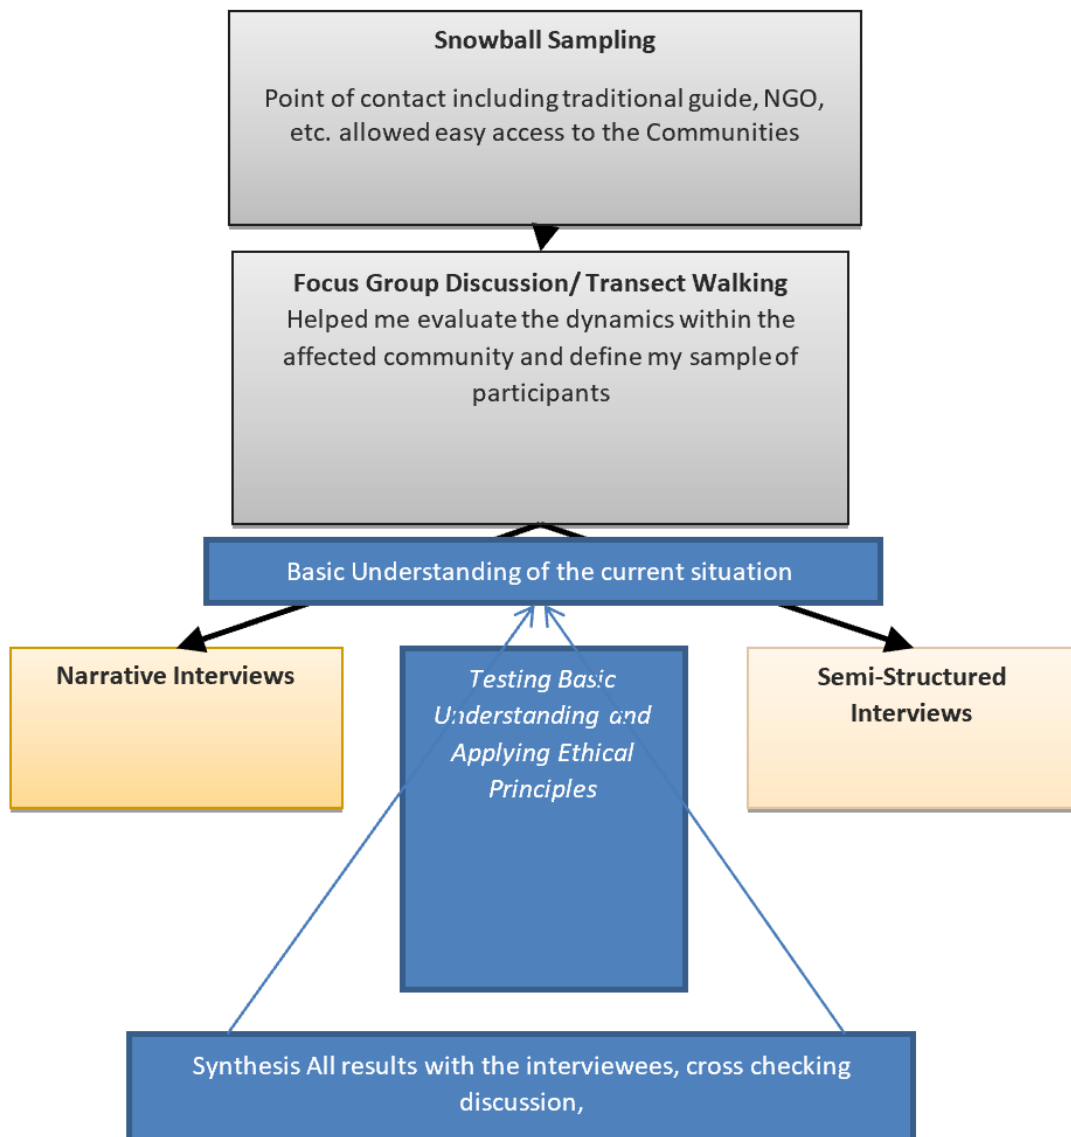 Snowball Sampling
Point of contact including traditional guide, NGO,
etc. allowed easy access to the Communities
Focus Group Discussion/ Transect Walking
Helped me evaluate the dynamics within the
affected community and define my sample of
participants
Basic Understanding of the current situation
Narrative Interviews
Testing Basic
Understanding and
Applying Ethical
Principles
Semi-Structured
Interviews
Synthesis All results with the interviewees, cross checking
discussion,